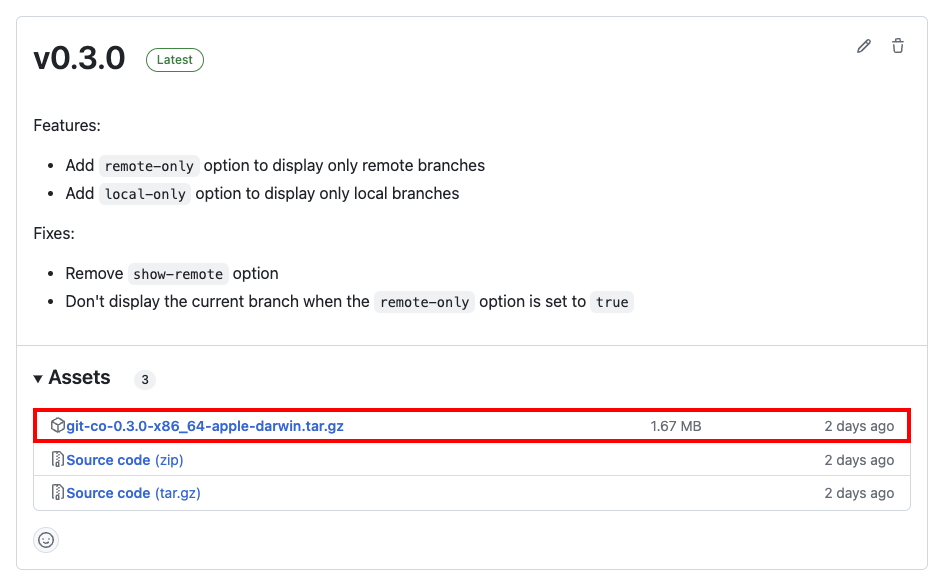 v0.3.0 Latest
Features:
Add remote-only option to display only remote branches
Add local-only option to display only local branches
Fixes:
Remove show-remote option
Don't display the current branch when the remote-only option is set to true
Assets 3
git-co-0.3.0-x86_64-apple-darwin.tar.gz 1.67 MB 2 days ago
Source code (zip) 2 days ago
Source code (tar.gz) 2 days ago